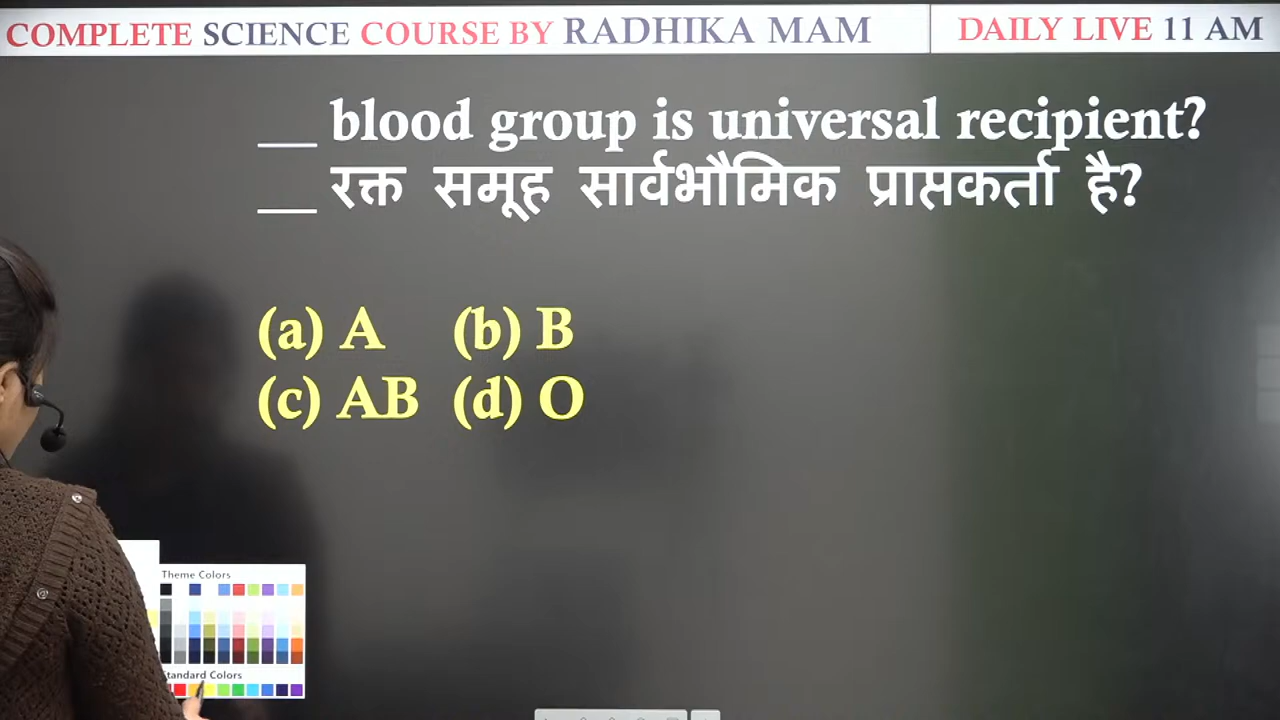 COMPLETE SCIENCE COURSE BY RADHIKA MAM
DAILY LIVE 11 AM
__ blood group is universal recipient?
__ रक्त समूह सार्वभौमिक प्राप्तकर्ता है?
(a) A (b) B
(c) AB (d) O
Theme Colors
Standard Colors